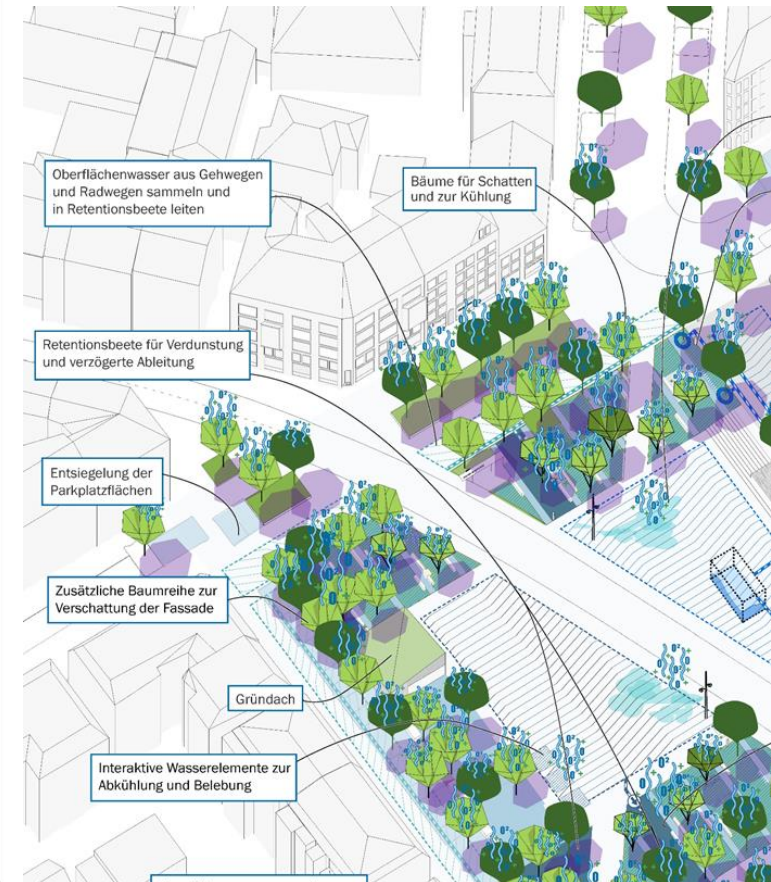 Oberflächenwasser aus Gehwegen
und Radwegen sammeln und
in Retentionsbeete leiten
Bäume für Schatten
und zur Kühlung
Retentionsbeete für Verdunstung
und verzögerte Ableitung
Entsiegelung der
Parkplatzflächen
Zusätzliche Baumreihe zur
Verschattung der Fassade
Gründach
Interaktive Wasserelemente zur
Abkühlung und Belebung